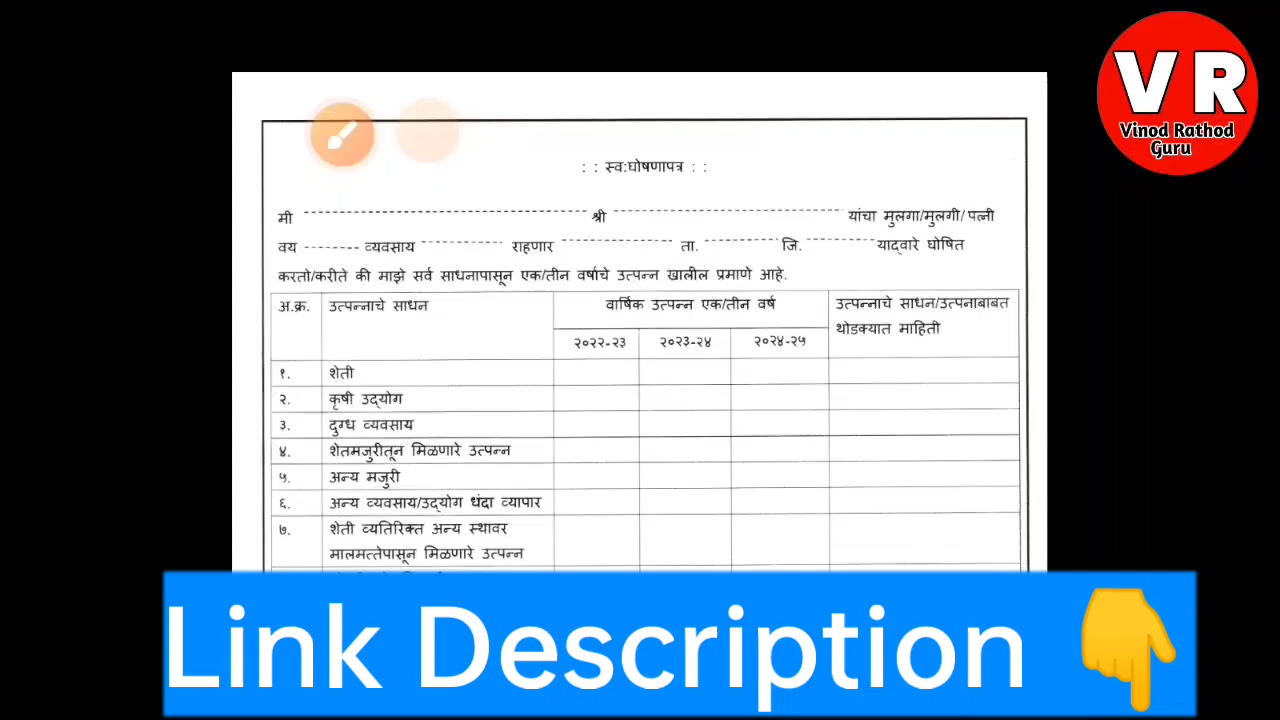 V R
Vinod Rathod
Guru
: : स्व:घोषणापत्र : :
मी ---------- श्री ---------- यांचा मुलगा/मुलगी/ पत्नी
वय ------- व्यवसाय ---------- राहणार ---------- ता. ---------- जि. ---------- याद्वारे घोषित
करतो/करीते की माझे सर्व साधनापासून एक/तीन वर्षाचे उत्पन्न खालील प्रमाणे आहे.
अ.क्र. उत्पन्नाचे साधन वार्षिक उत्पन्न एक/तीन वर्ष उत्पन्नाचे साधन/उत्पनाबाबत
थोडक्यात माहिती
२०२२-२३ २०२३-२४ २०२४-२५
१. शेती
२. कृषी उद्योग
३. दुग्ध व्यवसाय
४. शेतमजुरीतून मिळणारे उत्पन्न
५. अन्य मजुरी
६. अन्य व्यवसाय/उद्योग धंदा व्यापार
७. शेती व्यतिरिक्त अन्य स्थावर
मालमत्तेपासून मिळणारे उत्पन्न
Link Description